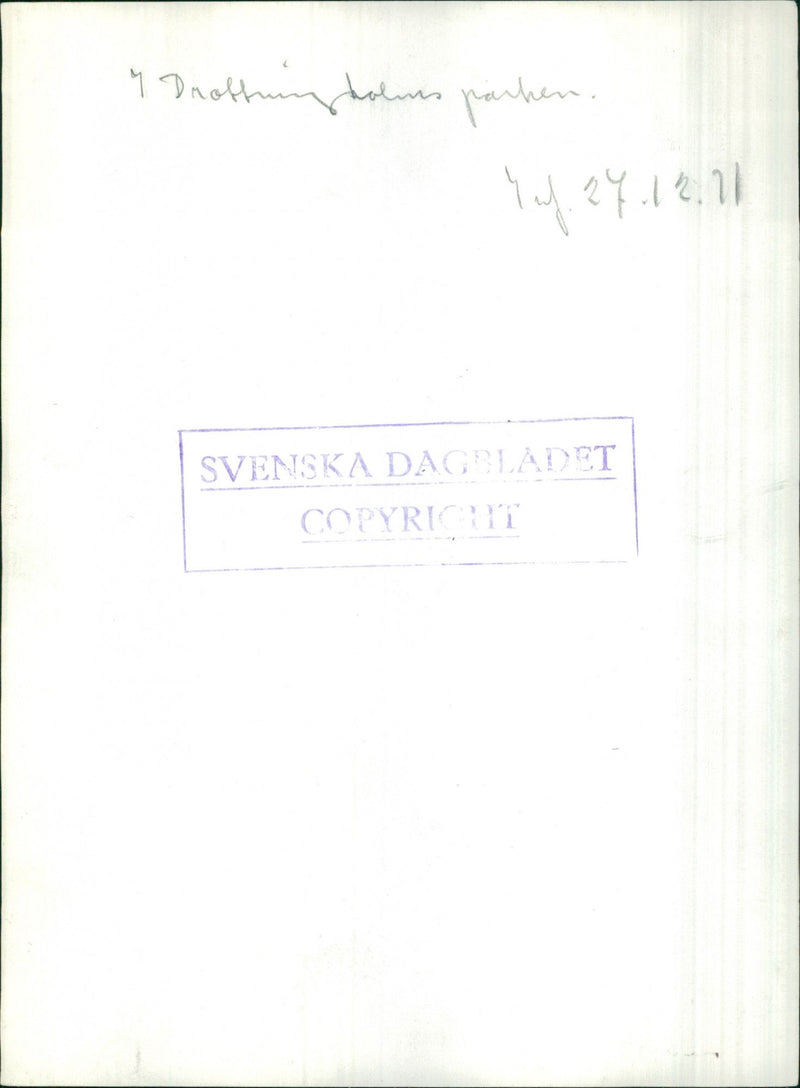 I Drottningholms parken.
Inf. 27.12.71
SVENSKA DAGBLADET
COPYRIGHT